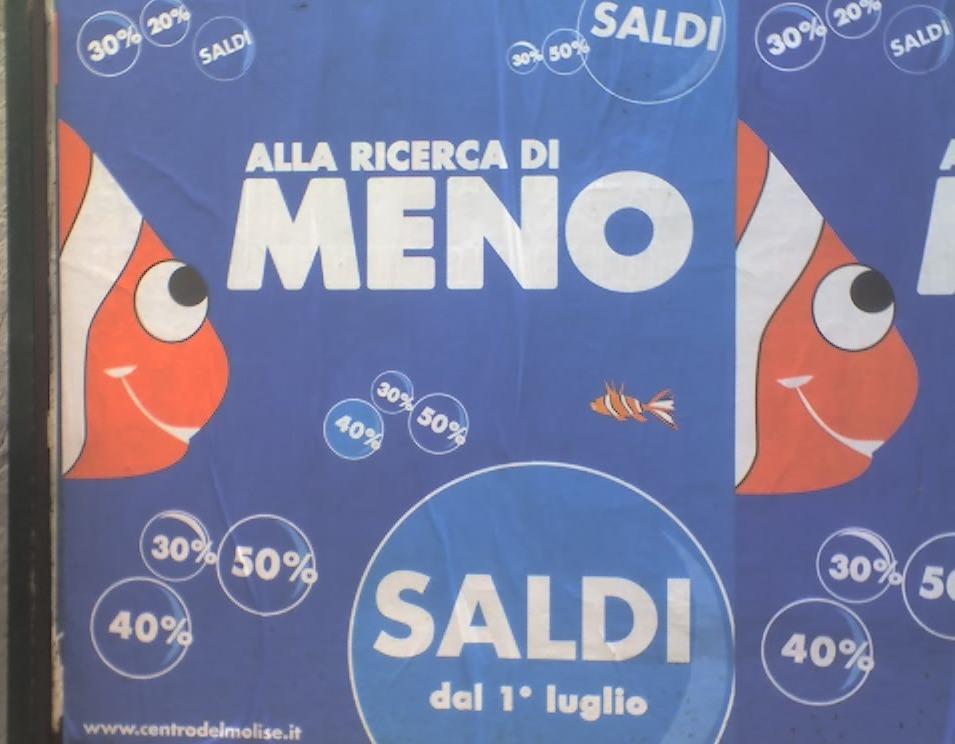 30%
20%
SALDI
30%
50%
SALDI
30%
20%
SALDI
ALLA RICERCA DI
MENO
30%
40%
50%
30%
50%
40%
SALDI
dal 1° luglio
30%
40%
www.centrodelmolise.it